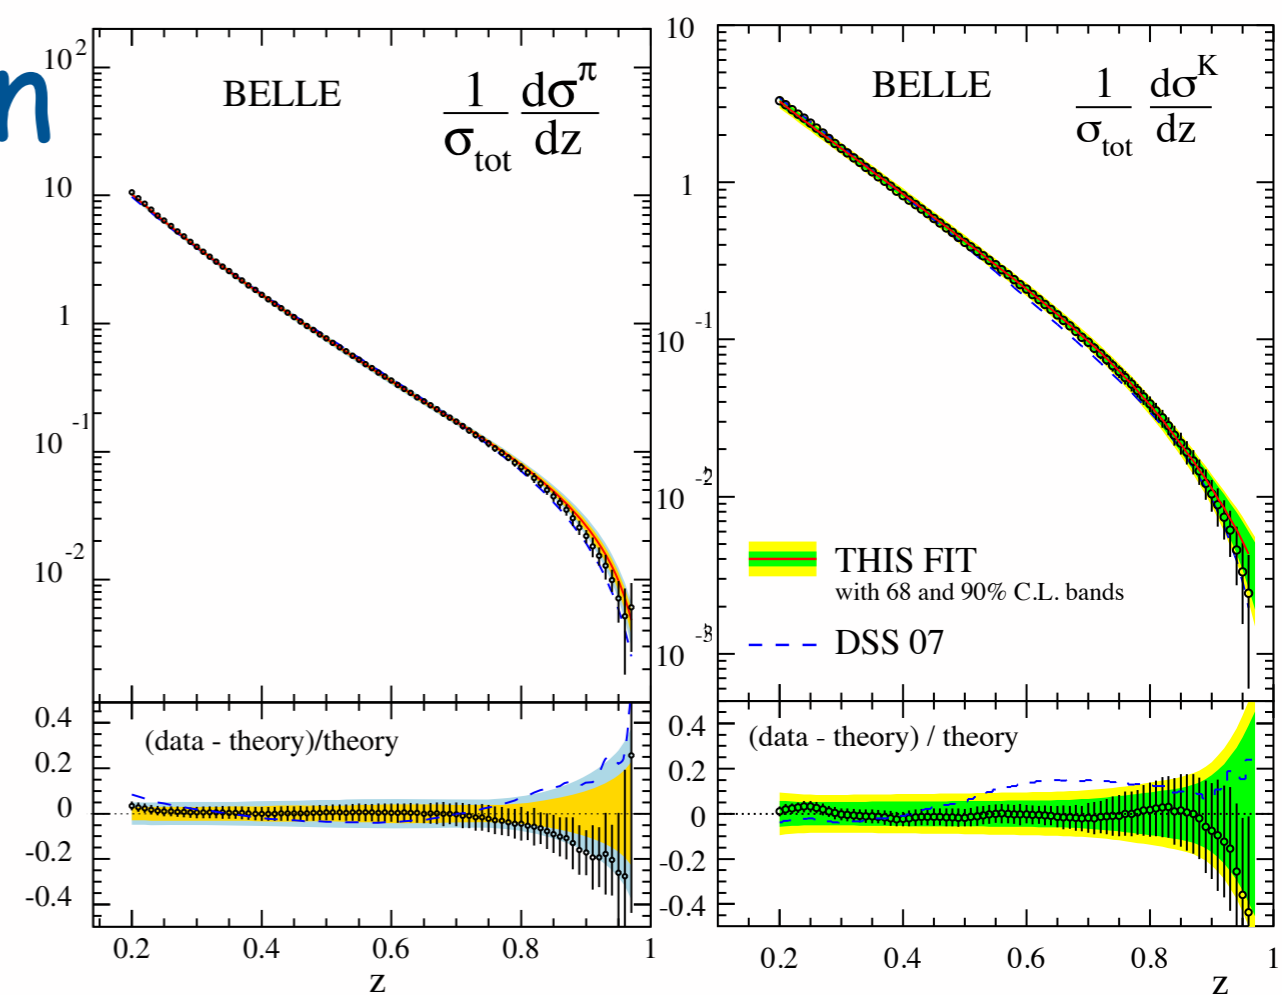 n
10^2
10
1
10^-1
10^-2
BELLE
1/σ_tot dσ^π/dz
0.4
0.2
0
-0.2
-0.4
(data - theory)/theory
0.2 0.4 0.6 0.8 1
z
10
1
10^-1
10^-2
10
BELLE
1/σ_tot dσ^K/dz
THIS FIT
with 68 and 90% C.L. bands
DSS 07
0.4
0.2
0
-0.2
-0.4
(data - theory) / theory
0.2 0.4 0.6 0.8 1
z